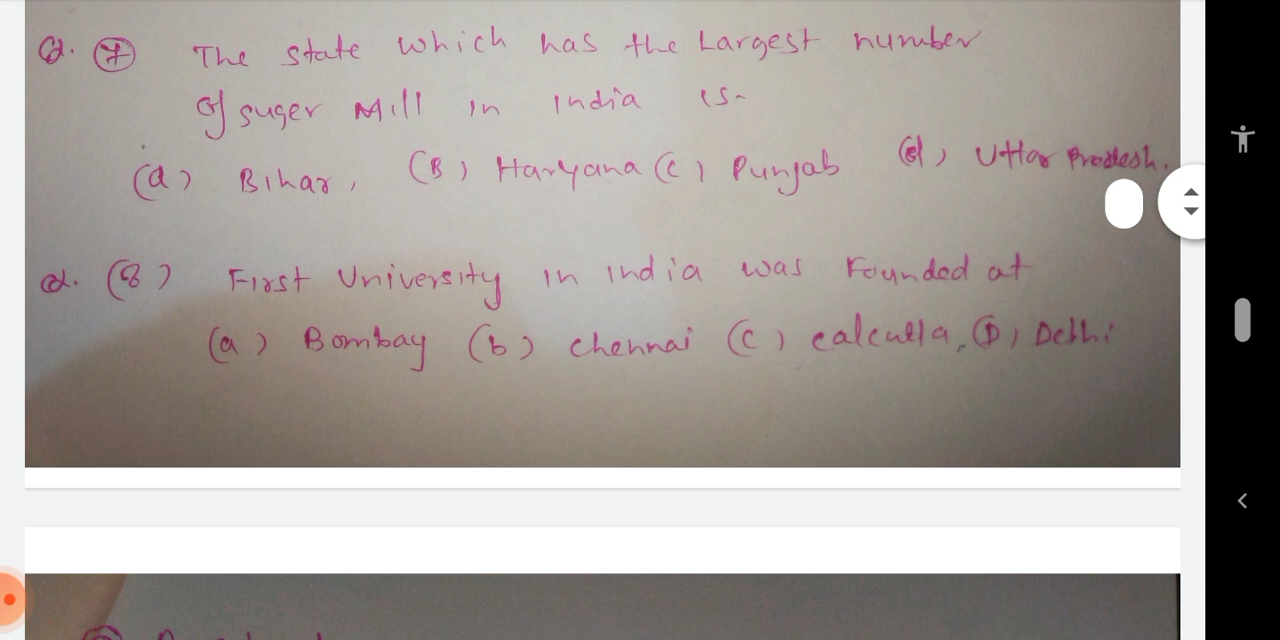 Q. 7 The state which has the Largest number
of suger Mill in India is-
(a) Bihar, (B) Haryana (C) Punjab (d) Uttar Pradesh.
Q. (8) First University in India was Founded at
(a) Bombay (b) Chennai (C) Calcutta, (D) Delhi